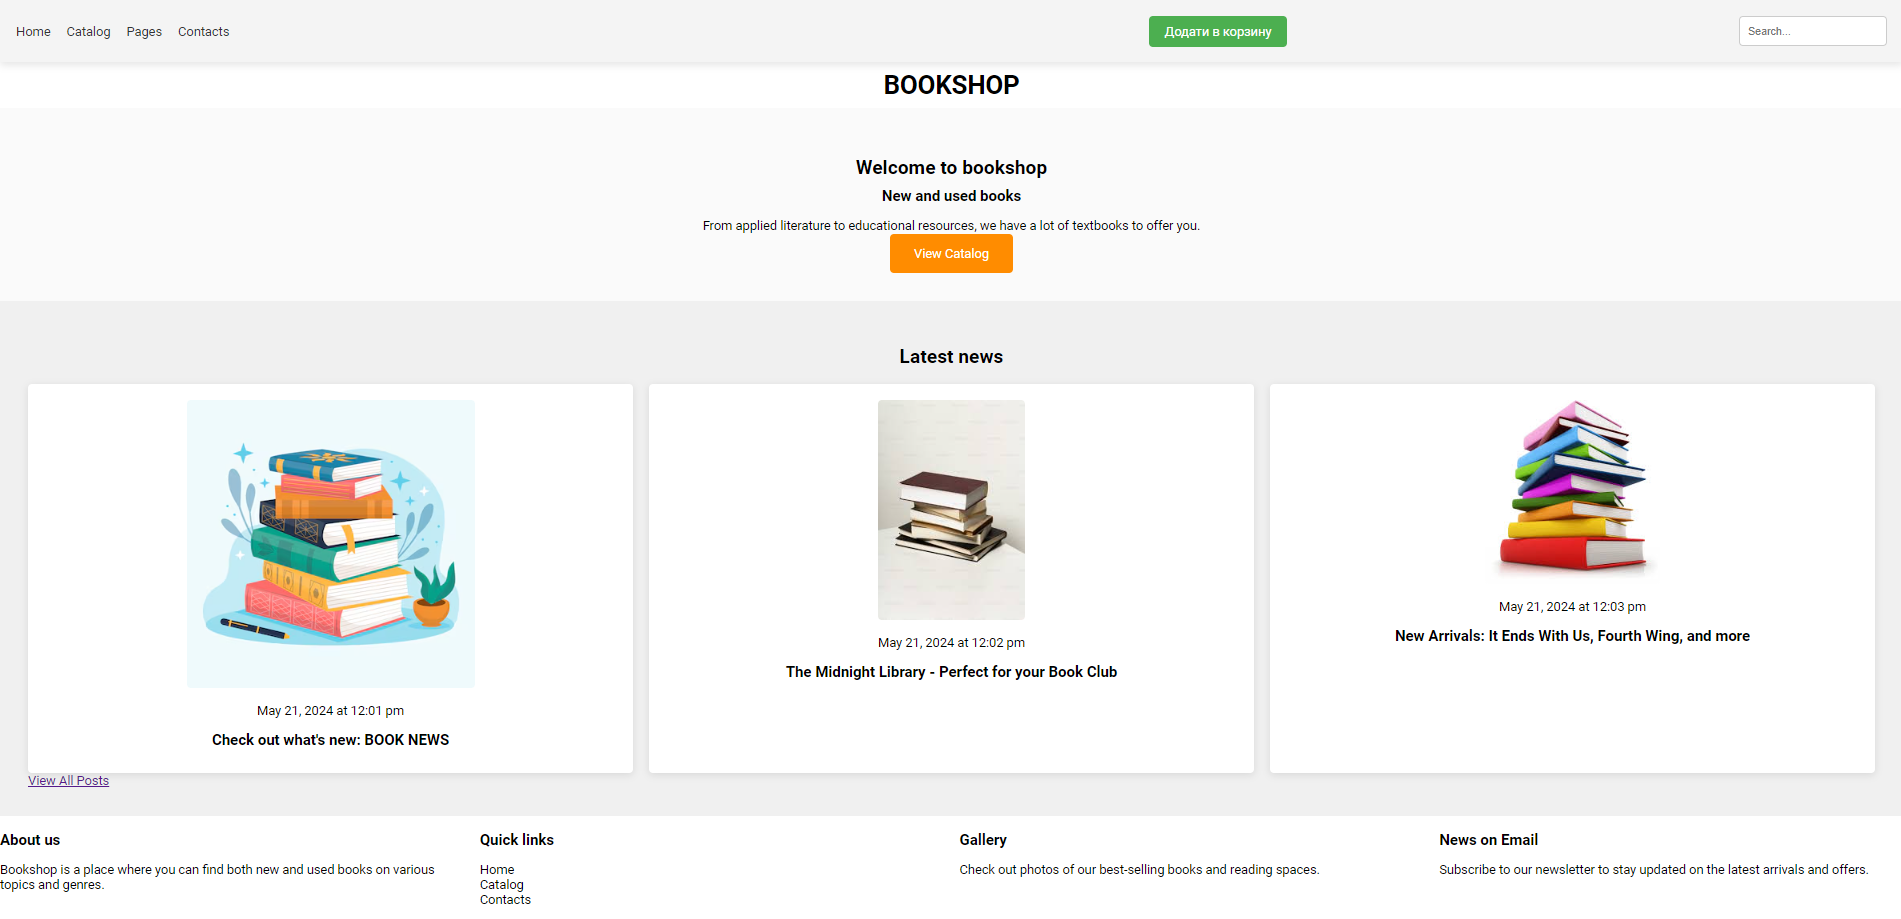 Home Catalog Pages Contacts Додати в корзину Search...
BOOKSHOP
Welcome to bookshop
New and used books
From applied literature to educational resources, we have a lot of textbooks to offer you.
View Catalog
Latest news
May 21, 2024 at 12:01 pm
Check out what's new: BOOK NEWS
May 21, 2024 at 12:02 pm
The Midnight Library - Perfect for your Book Club
May 21, 2024 at 12:03 pm
New Arrivals: It Ends With Us, Fourth Wing, and more
View All Posts
About us
Bookshop is a place where you can find both new and used books on various
topics and genres.
Quick links
Home
Catalog
Contacts
Gallery
Check out photos of our best-selling books and reading spaces.
News on Email
Subscribe to our newsletter to stay updated on the latest arrivals and offers.